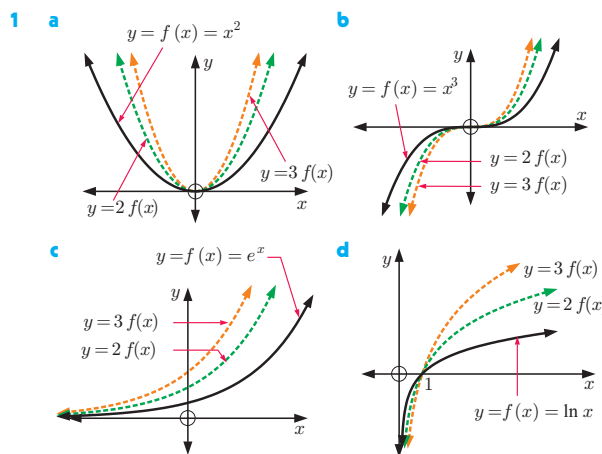 1 a
y = f(x) = x²
y
y = 3 f(x)
y = 2 f(x)
x
b
y
y = f(x) = x³
x
y = 2 f(x)
y = 3 f(x)
c
y = f(x) = eˣ
y
y = 3 f(x)
y = 2 f(x)
x
d
y
y = 3 f(x)
y = 2 f(x
1
x
y = f(x) = ln x